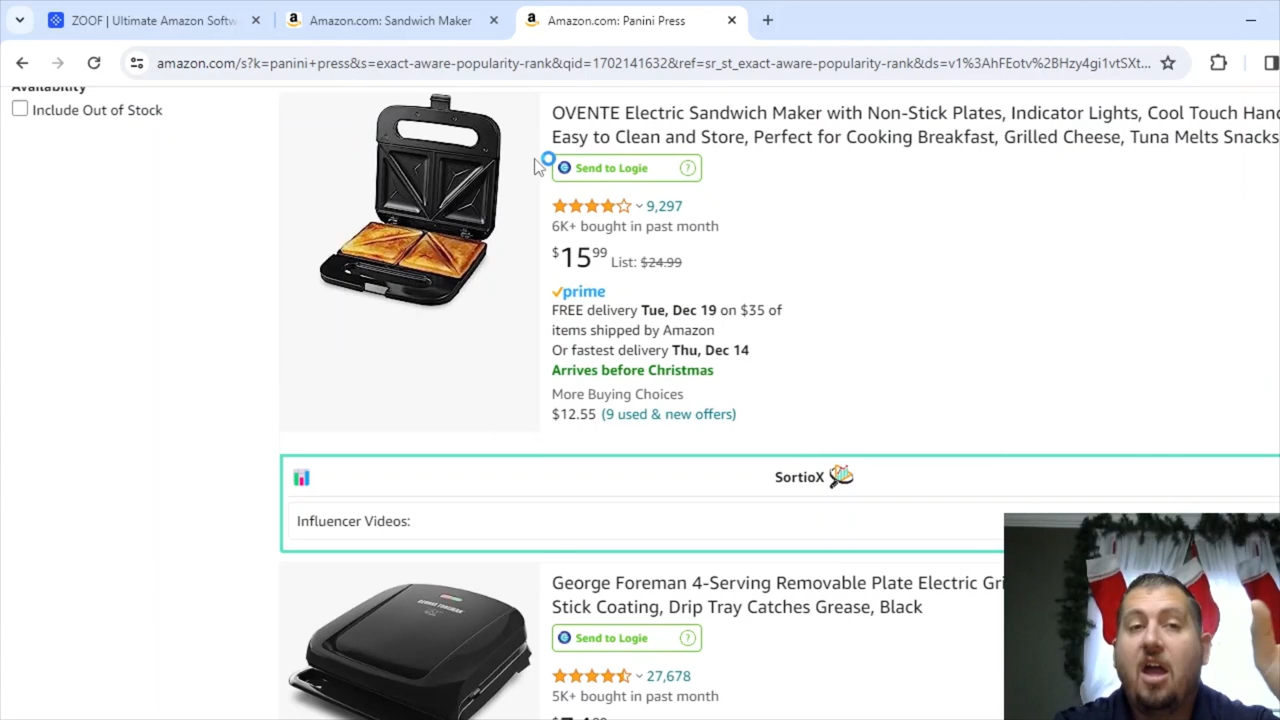 ZOOF | Ultimate Amazon Softw
Amazon.com: Sandwich Maker
Amazon.com: Panini Press
amazon.com/s?k=panini+press&s=exact-aware-popularity-rank&qid=1702141632&ref=sr_st_exact-aware-popularity-rank&ds=v1%3AhFEotv%2BHzy4gi1vtSXt...
Availability
Include Out of Stock
OVENTE Electric Sandwich Maker with Non-Stick Plates, Indicator Lights, Cool Touch Hand
Easy to Clean and Store, Perfect for Cooking Breakfast, Grilled Cheese, Tuna Melts Snacks
Send to Logie ?
9,297
6K+ bought in past month
$15.99 List: $24.99
prime
FREE delivery Tue, Dec 19 on $35 of
items shipped by Amazon
Or fastest delivery Thu, Dec 14
Arrives before Christmas
More Buying Choices
$12.55 (9 used & new offers)
SortioX
Influencer Videos:
George Foreman 4-Serving Removable Plate Electric Gri
Stick Coating, Drip Tray Catches Grease, Black
Send to Logie ?
GEORGE FOREMAN
27,678
5K+ bought in past month